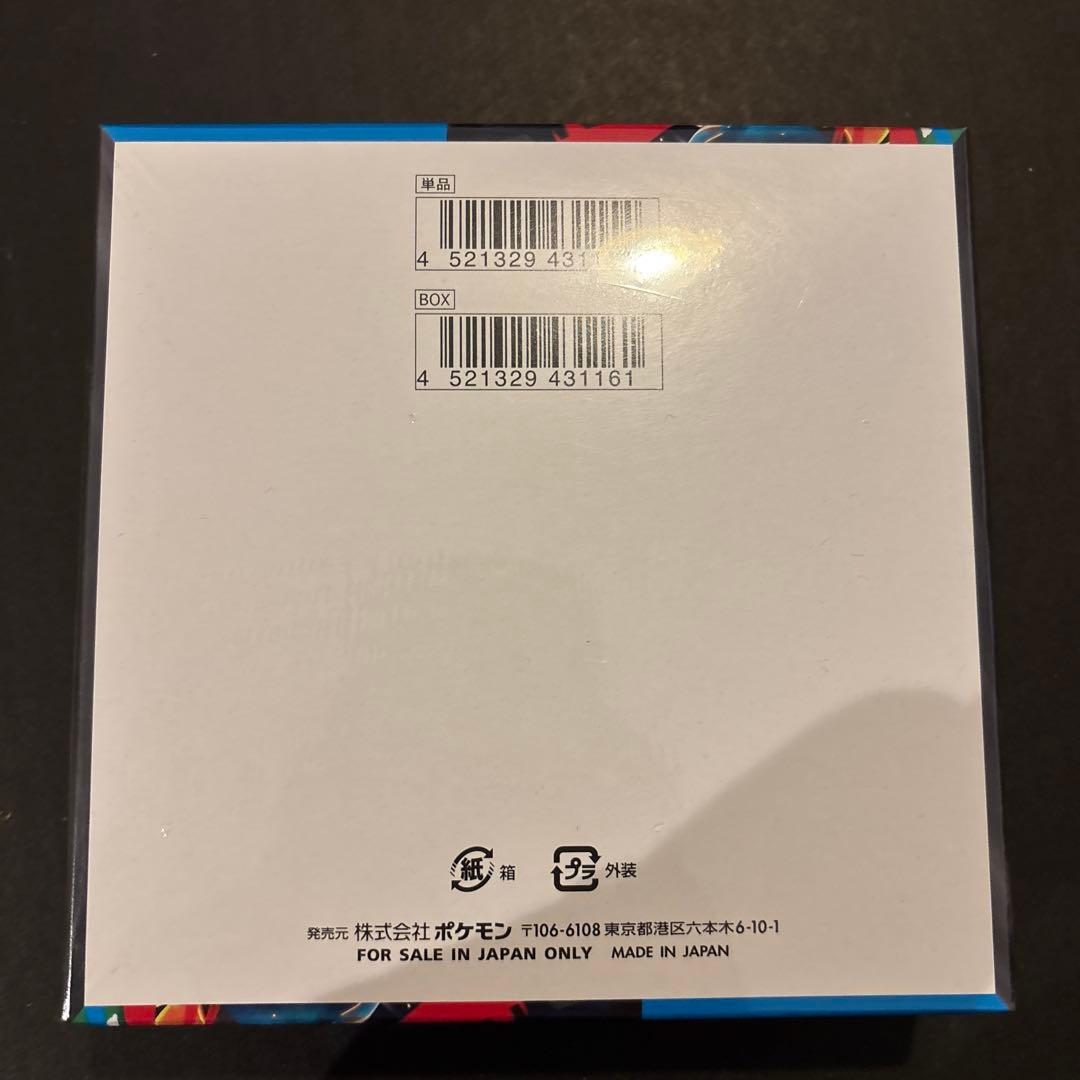 単品
4 521329
BOX
4 521329 431161
紙 箱 プラ 外装
発売元 株式会社 ポケモン 〒106-6108 東京都港区六本木6-10-1
FOR SALE IN JAPAN ONLY MADE IN JAPAN